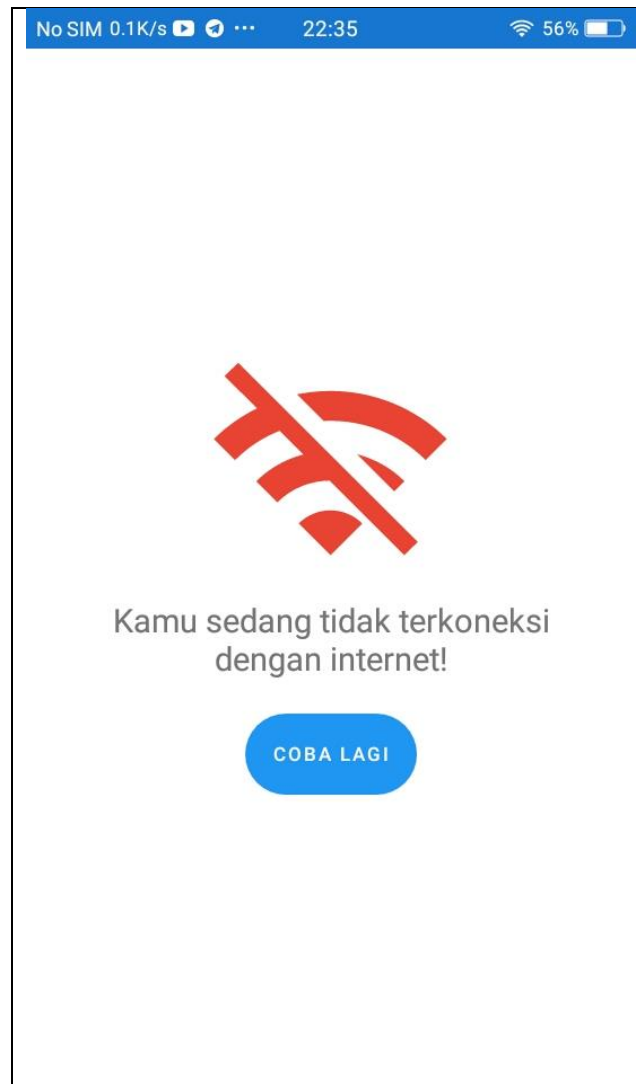 No SIM 0.1K/s ··· 22:35 56%
Kamu sedang tidak terkoneksi
dengan internet!
COBA LAGI